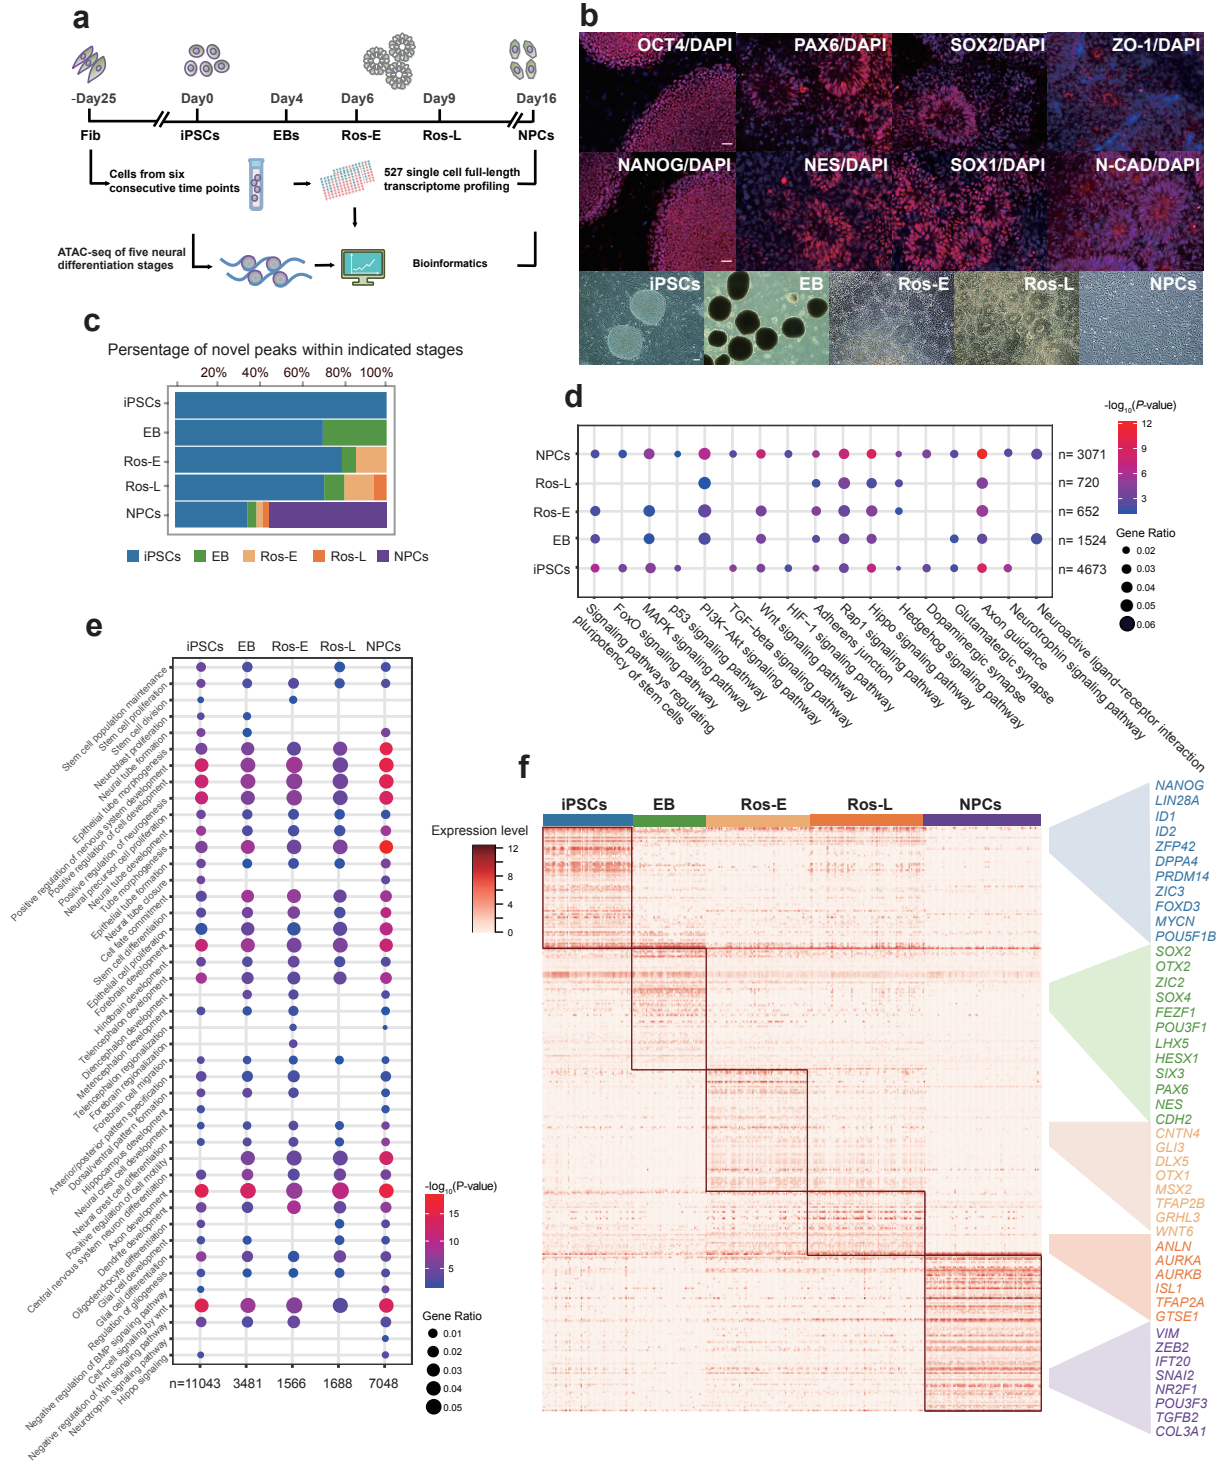 a
-Day25
Day0
Day4
Day6
Day9
Day16
Fib
iPSCs
EBs
Ros-E
Ros-L
NPCs
Cells from six
consecutive time points
527 single cell full-length
transcriptome profiling
ATAC-seq of five neural
differentiation stages
Bioinformatics
b
OCT4/DAPI
PAX6/DAPI
SOX2/DAPI
ZO-1/DAPI
NANOG/DAPI
NES/DAPI
SOX1/DAPI
N-CAD/DAPI
iPSCs
EB
Ros-E
Ros-L
NPCs
c
Percentage of novel peaks within indicated stages
20% 40% 60% 80% 100%
iPSCs
EB
Ros-E
Ros-L
NPCs
iPSCs EB Ros-E Ros-L NPCs
d
NPCs
Ros-L
Ros-E
EB
iPSCs
n= 3071
n= 720
n= 652
n= 1524
n= 4673
Signaling pathways regulating
pluripotency of stem cells
FoxO signaling pathway
MAPK signaling pathway
p53 signaling pathway
PI3K−Akt signaling pathway
TGF−beta signaling pathway
Wnt signaling pathway
HIF−1 signaling pathway
Adherens junction
Rap1 signaling pathway
Hippo signaling pathway
Hedgehog signaling pathway
Dopaminergic synapse
Glutamatergic synapse
Axon guidance
Neurotrophin signaling pathway
Neuroactive ligand−receptor interaction
-log10(P-value)
12
9
6
3
Gene Ratio
0.02
0.03
0.04
0.05
0.06
e
iPSCs EB Ros-E Ros-L NPCs
Stem cell population maintenance
Stem cell proliferation
Stem cell division
Neuroblast proliferation
Neural tube formation
Epithelial tube morphogenesis
Positive regulation of nervous system development
Positive regulation of cell development
Positive regulation of neurogenesis
Neural precursor cell proliferation
Neural tube development
Tube morphogenesis
Epithelial tube formation
Neural tube closure
Cell fate commitment
Stem cell differentiation
Epithelial cell proliferation
Forebrain development
Hindbrain development
Telencephalon development
Diencephalon development
Metencephalon development
Telencephalon regionalization
Forebrain regionalization
Forebrain cell migration
Anterior/posterior pattern specification
Dorsal/ventral pattern formation
Hippocampus development
Neural crest cell development
Neural crest cell differentiation
Positive regulation of cell motility
Central nervous system neuron differentiation
Axon development
Dendrite development
Oligodendrocyte differentiation
Glial cell development
Glial cell differentiation
Regulation of gliogenesis
Negative regulation of BMP signaling pathway
Cell−cell signaling by wnt
Negative regulation of Wnt signaling pathway
Neurotrophin signaling pathway
Hippo signaling
n=11043 3481 1566 1688 7048
-log10(P-value)
15
10
5
Gene Ratio
0.01
0.02
0.03
0.04
0.05
f
iPSCs EB Ros-E Ros-L NPCs
Expression level
12
8
4
0
NANOG
LIN28A
ID1
ID2
ZFP42
DPPA4
PRDM14
ZIC3
FOXD3
MYCN
POU5F1B
SOX2
OTX2
ZIC2
SOX4
FEZF1
POU3F1
LHX5
HESX1
SIX3
PAX6
NES
CDH2
CNTN4
GLI3
DLX5
OTX1
MSX2
TFAP2B
GRHL3
WNT6
ANLN
AURKA
AURKB
ISL1
TFAP2A
GTSE1
VIM
ZEB2
IFT20
SNAI2
NR2F1
POU3F3
TGFB2
COL3A1